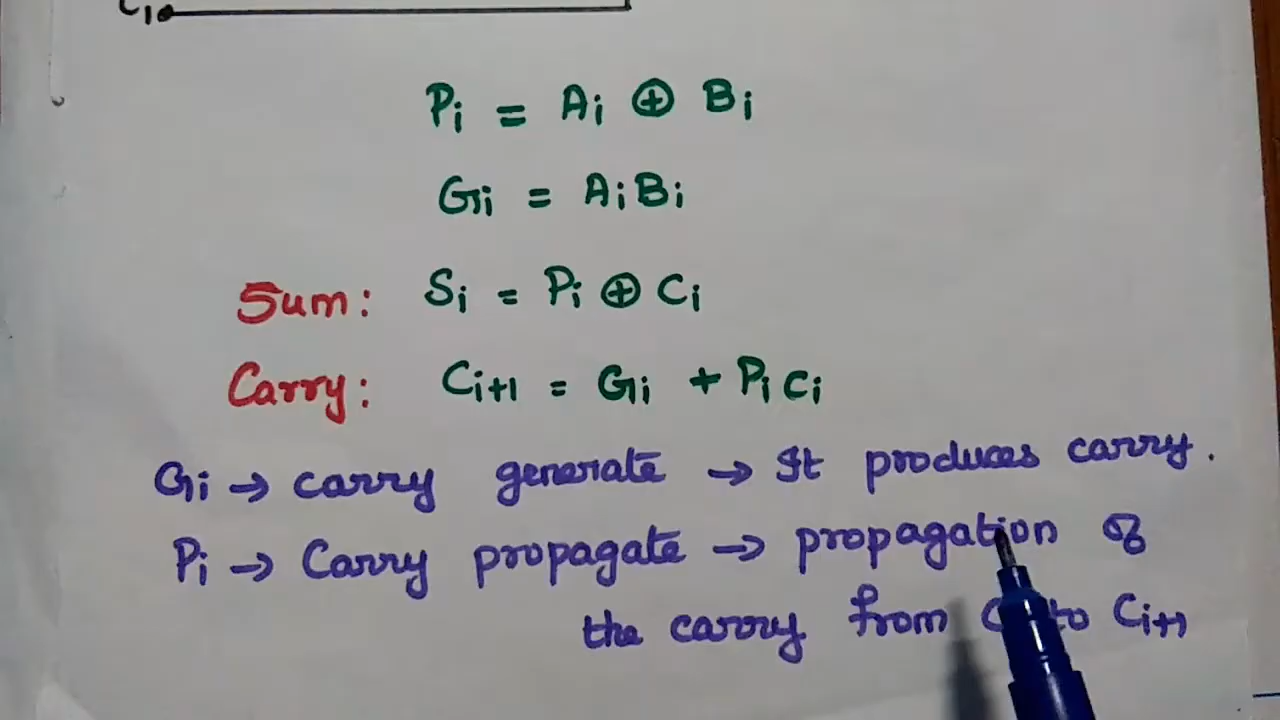 Pᵢ = Aᵢ ⊕ Bᵢ
Gᵢ = AᵢBᵢ
Sum: Sᵢ = Pᵢ ⊕ Cᵢ
Carry: Cᵢ₊₁ = Gᵢ + PᵢCᵢ
Gᵢ → carry generate → It produces carry.
Pᵢ → Carry propagate → propagation of
the carry from to Cᵢ₊₁